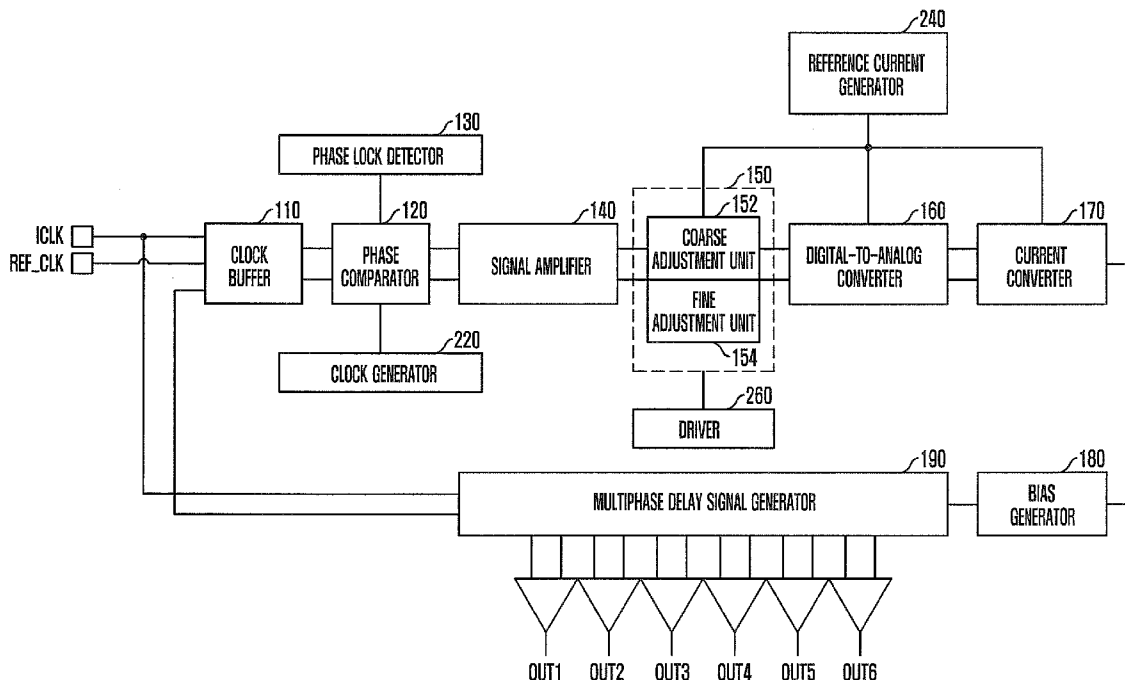 240
REFERENCE CURRENT
GENERATOR
130
PHASE LOCK DETECTOR
150
110
120
140
152
160
170
ICLK
REF_CLK
CLOCK
BUFFER
PHASE
COMPARATOR
SIGNAL AMPLIFIER
COARSE
ADJUSTMENT UNIT
DIGITAL-TO-ANALOG
CONVERTER
CURRENT
CONVERTER
FINE
ADJUSTMENT UNIT
220
154
CLOCK GENERATOR
260
DRIVER
190
180
MULTIPHASE DELAY SIGNAL GENERATOR
BIAS
GENERATOR
OUT1
OUT2
OUT3
OUT4
OUT5
OUT6